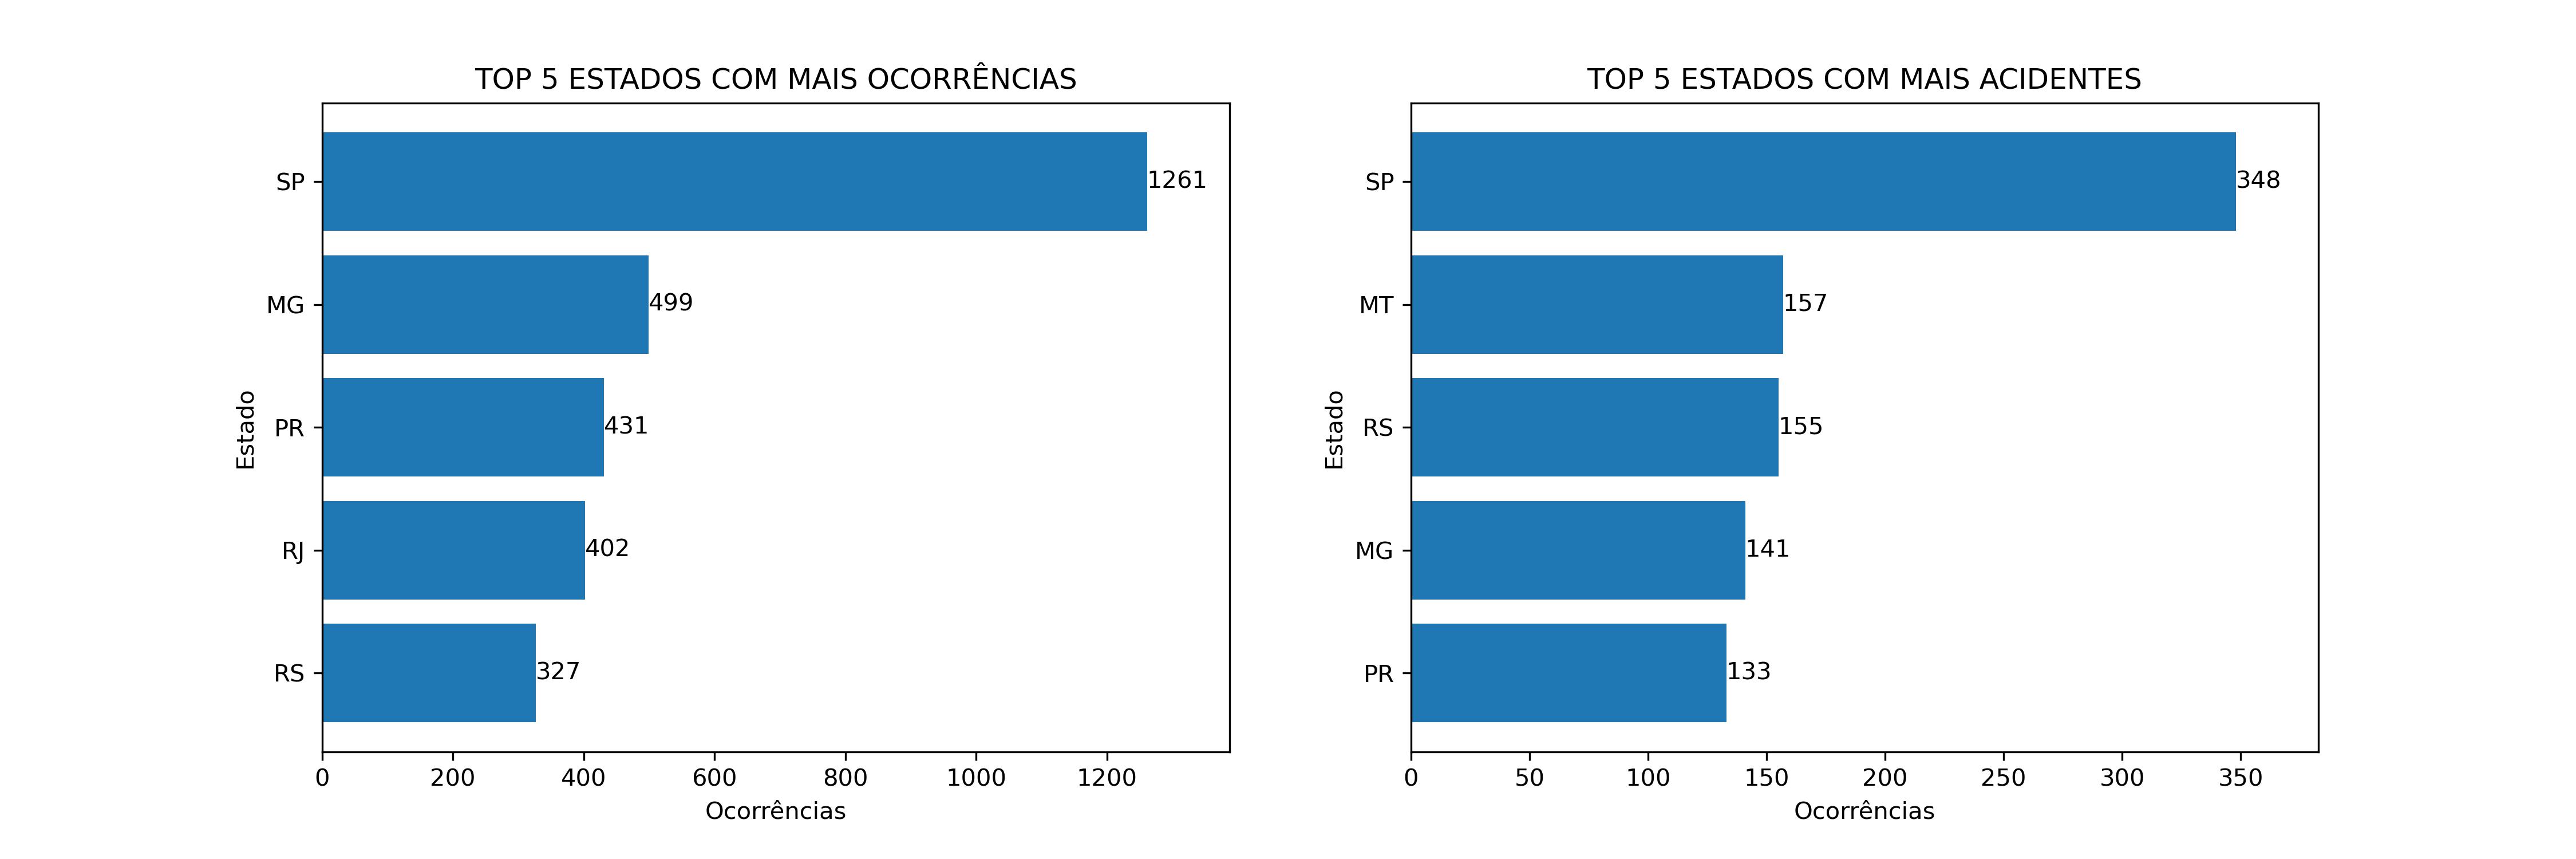 TOP 5 ESTADOS COM MAIS OCORRÊNCIAS
SP
1261
MG
499
PR
431
RJ
402
RS
327
Estado
0 200 400 600 800 1000 1200
Ocorrências
TOP 5 ESTADOS COM MAIS ACIDENTES
SP
348
MT
157
RS
155
MG
141
PR
133
Estado
0 50 100 150 200 250 300 350
Ocorrências